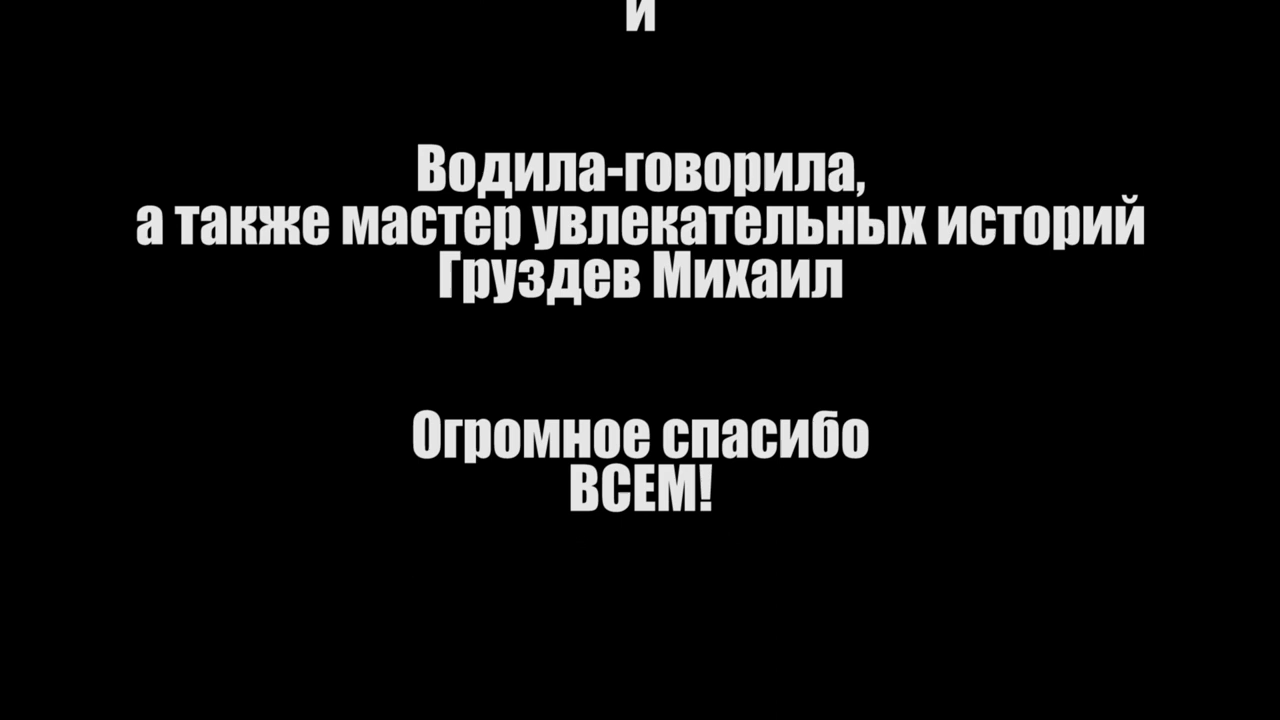 и
Водила-говорила,
а также мастер увлекательных историй
Груздев Михаил
Огромное спасибо
ВСЕМ!